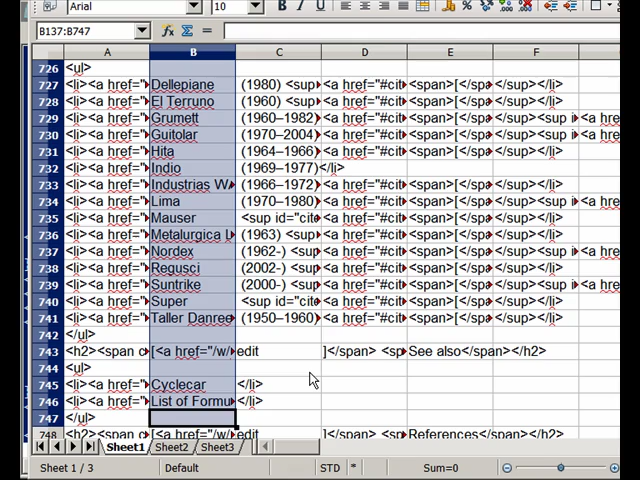 Arial 10
B137:B747
A B C D E F
726 <ul>
727 <li><a href=" Dellepiane (1980) <sup <a href="#cit <span>[</spa </sup></li>
728 <li><a href=" El Terruno (1960) <sup <a href="#cit <span>[</spa </sup></li>
729 <li><a href=" Grumett (1960–1982) <a href="#cit <span>[</spa </sup><sup i <a h
730 <li><a href=" Guitolar (1970–2004) <a href="#cit <span>[</spa </sup></li>
731 <li><a href=" Hita (1964–1966) <a href="#cit <span>[</spa </sup></li>
732 <li><a href=" Indio (1969–1977)</li>
733 <li><a href=" Industrias W (1966–1972) <a href="#cit <span>[</spa </sup></li>
734 <li><a href=" Lima (1970–1980) <a href="#cit <span>[</spa </sup><sup i <a h
735 <li><a href=" Mauser <sup id="cite <a href="#cit <span>[</spa </sup></li>
736 <li><a href=" Metalurgica L (1963) <sup <a href="#cit <span>[</spa </sup></li>
737 <li><a href=" Nordex (1962-) <sup <a href="#cit <span>[</spa </sup><sup i <a h
738 <li><a href=" Regusci (2002-) <sup <a href="#cit <span>[</spa </sup></li>
739 <li><a href=" Suntrike (2000-) <sup <a href="#cit <span>[</spa </sup><sup i <a h
740 <li><a href=" Super <sup id="cite <a href="#cit <span>[</spa </sup></li>
741 <li><a href=" Taller Danree (1950–1960) <a href="#cit <span>[</spa </sup></li>
742 </ul>
743 <h2><span c [<a href="/w/ edit ]</span> <sp See also</span></h2>
744 <ul>
745 <li><a href=" Cyclecar </li>
746 <li><a href=" List of Formu </li>
747 </ul>
748 <h2><span c [<a href="/w/ edit ]</span> <sp References</span></h2>
Sheet1 Sheet2 Sheet3
Sheet 1 / 3 Default STD * Sum=0